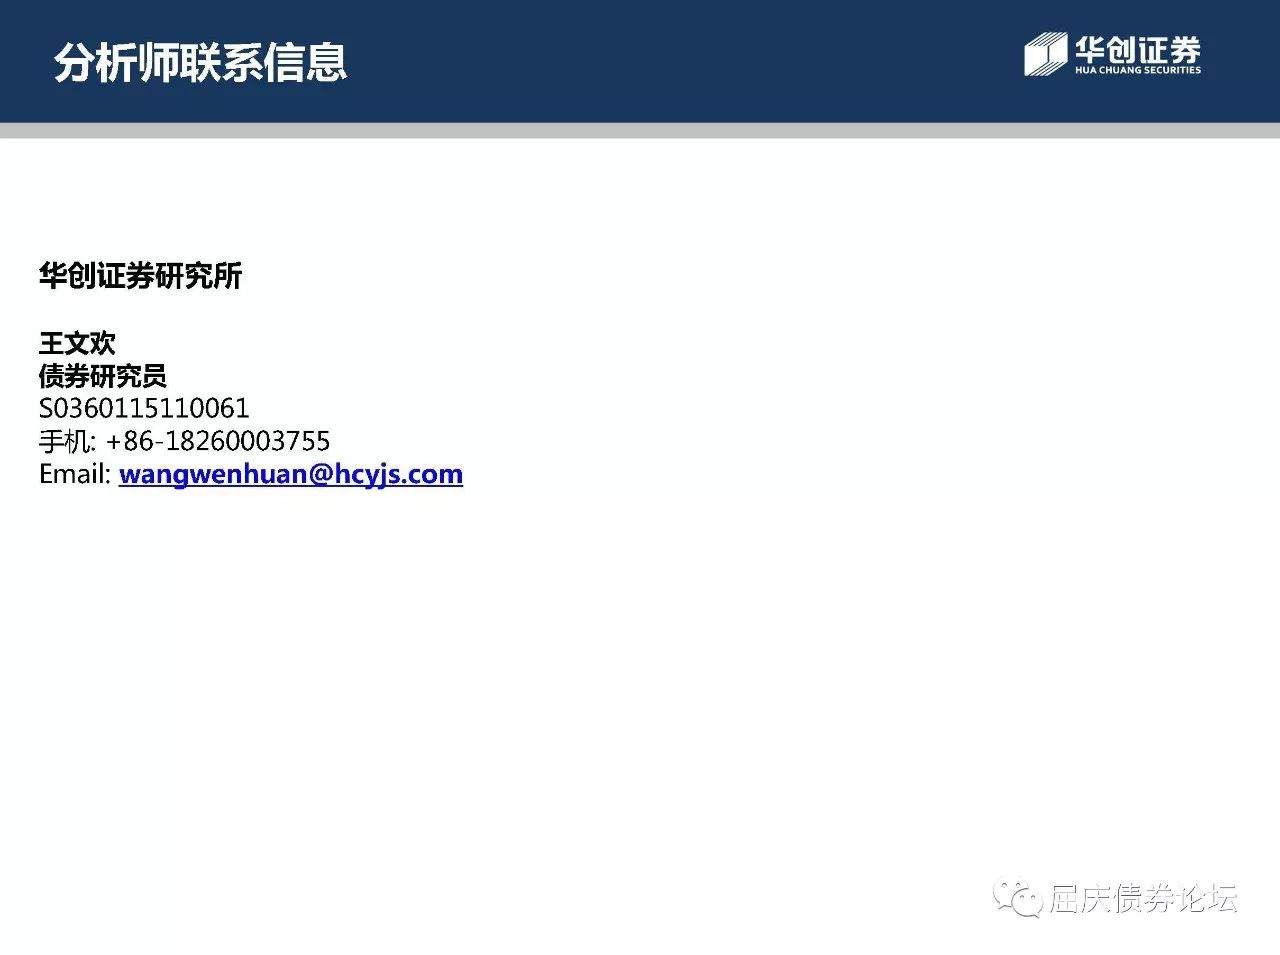 分析师联系信息
华创证券
HUA CHUANG SECURITIES
华创证券研究所
王文欢
债券研究员
S0360115110061
手机: +86-18260003755
Email: wangwenhuan@hcyjs.com
屈庆债券论坛